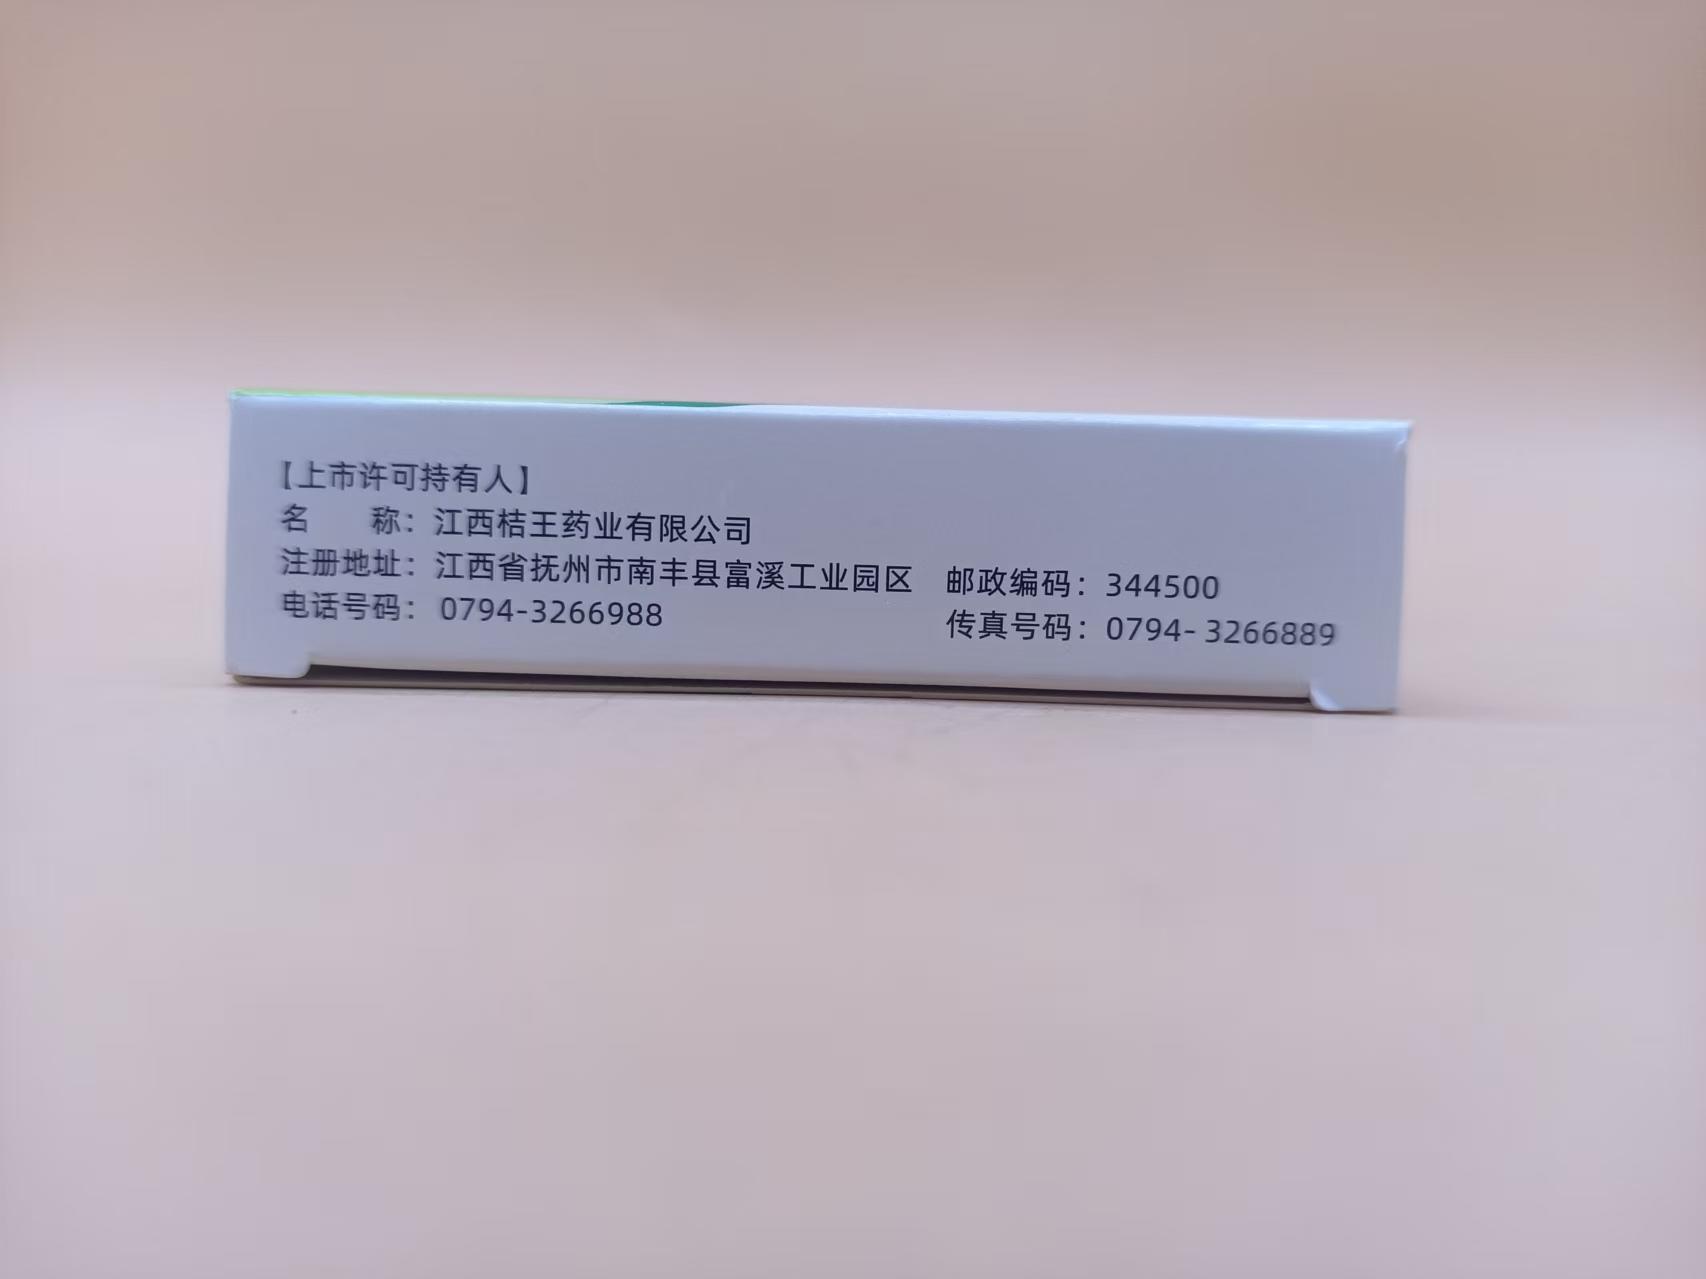 【上市许可持有人】
名　　称：江西桔王药业有限公司
注册地址：江西省抚州市南丰县富溪工业园区　邮政编码：344500
电话号码：0794-3266988　传真号码：0794- 3266889